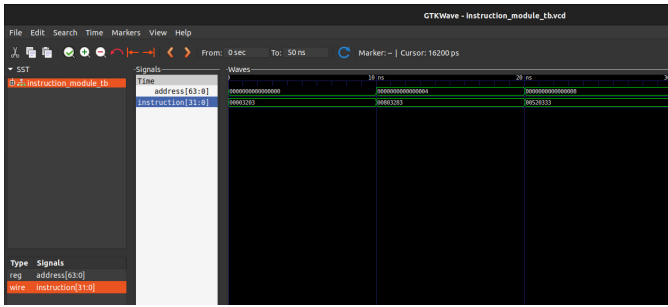 GTKWave - instruction_module_tb.vcd
File Edit Search Time Markers View Help
From: 0 sec To: 50 ns Marker: -- | Cursor: 16200 ps
SST
instruction_module_tb
Signals
Time
address[63:0]
instruction[31:0]
Waves
10 ns 20 ns
0000000000000000 0000000000000004 0000000000000008
00003203 00803283 00520333
Type Signals
reg address[63:0]
wire instruction[31:0]